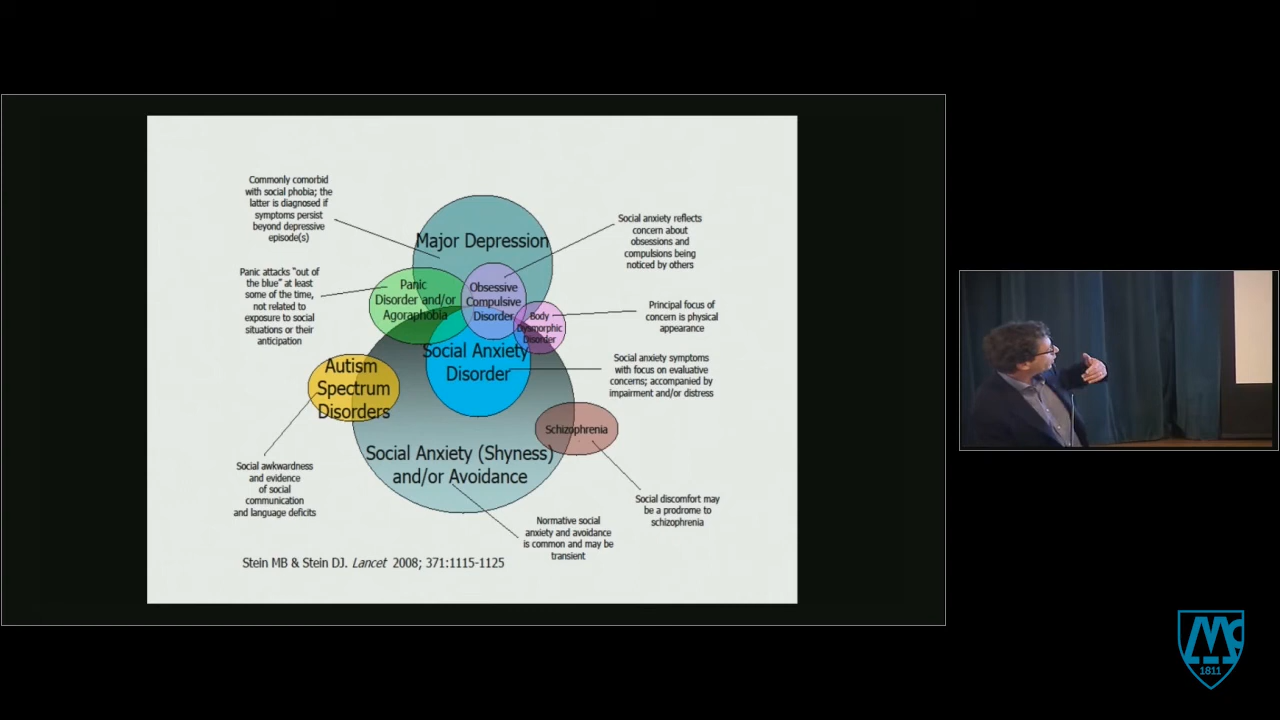 Commonly comorbid
with social phobia; the
latter is diagnosed if
symptoms persist
beyond depressive
episode(s)
Major Depression
Social anxiety reflects
concern about
obsessions and
compulsions being
noticed by others
Panic attacks "out of
the blue" at least
some of the time,
not related to
exposure to social
situations or their
anticipation
Panic
Disorder and/or
Agoraphobia
Obsessive
Compulsive
Disorder
Body
Dysmorphic
Disorder
Principal focus of
concern is physical
appearance
Social Anxiety
Disorder
Social anxiety symptoms
with focus on evaluative
concerns; accompanied by
impairment and/or distress
Autism
Spectrum
Disorders
Schizophrenia
Social Anxiety (Shyness)
and/or Avoidance
Social awkwardness
and evidence
of social
communication
and language deficits
Social discomfort may
be a prodrome to
schizophrenia
Normative social
anxiety and avoidance
is common and may be
transient
Stein MB & Stein DJ. Lancet 2008; 371:1115-1125
Mc
1811